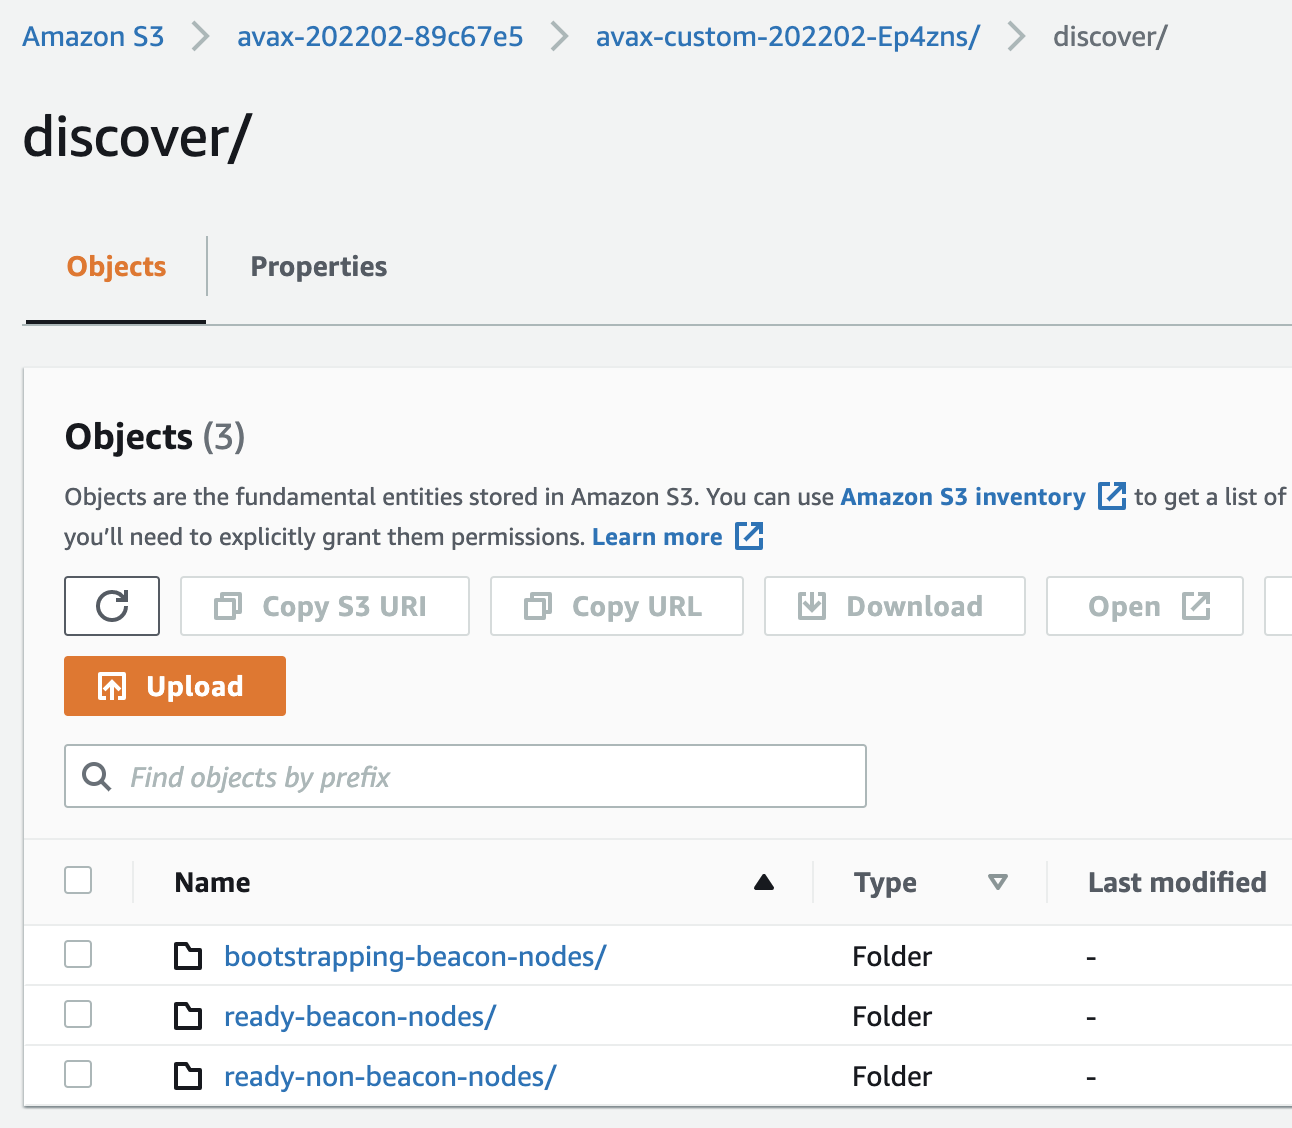 Amazon S3 > avax-202202-89c67e5 > avax-custom-202202-Ep4zns/ > discover/
discover/
Objects Properties
Objects (3)
Objects are the fundamental entities stored in Amazon S3. You can use Amazon S3 inventory to get a list of
you'll need to explicitly grant them permissions. Learn more
Copy S3 URI Copy URL Download Open
Upload
Find objects by prefix
Name Type Last modified
bootstrapping-beacon-nodes/ Folder -
ready-beacon-nodes/ Folder -
ready-non-beacon-nodes/ Folder -